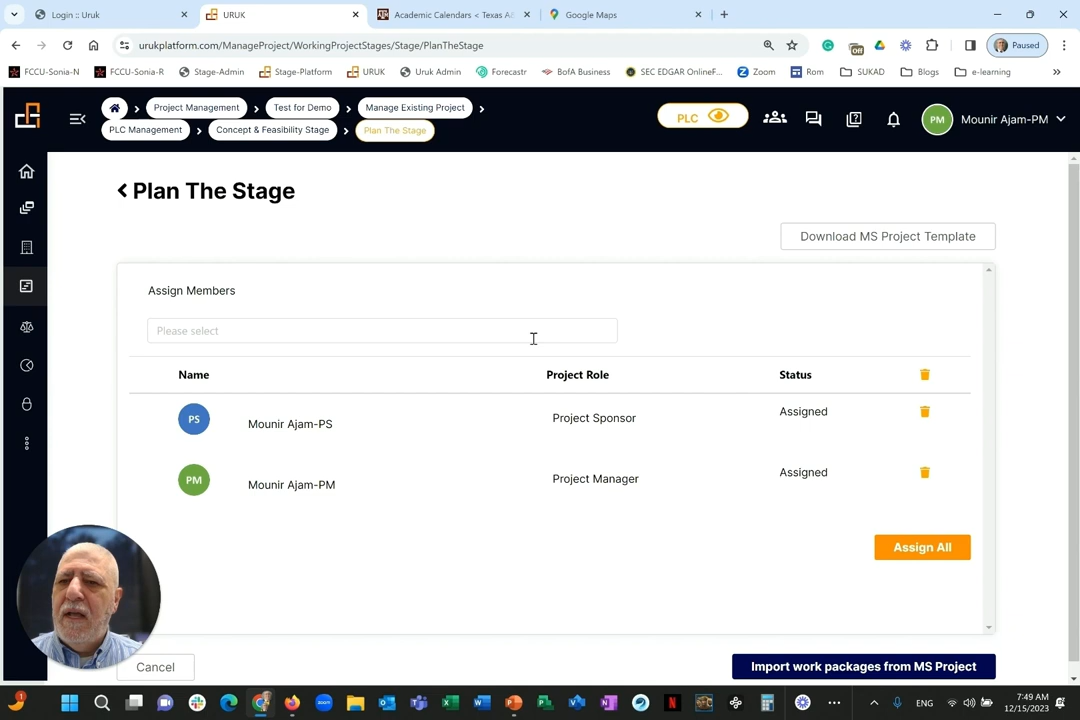 Login :: Uruk
URUK
Academic Calendars < Texas A&
Google Maps
urukplatform.com/ManageProject/WorkingProjectStages/Stage/PlanTheStage
Off
Paused
FCCU-Sonia-N
FCCU-Sonia-R
Stage-Admin
Stage-Platform
URUK
Uruk Admin
Forecastr
BofA Business
SEC EDGAR OnlineF...
Zoom
Rom
SUKAD
Blogs
e-learning
Project Management
Test for Demo
Manage Existing Project
PLC Management
Concept & Feasibility Stage
Plan The Stage
PLC
PM
Mounir Ajam-PM
Plan The Stage
Download MS Project Template
Assign Members
Please select
Name
Project Role
Status
PS
Mounir Ajam-PS
Project Sponsor
Assigned
PM
Mounir Ajam-PM
Project Manager
Assigned
Assign All
Cancel
Import work packages from MS Project
1
zoom
ENG
7:49 AM
12/15/2023